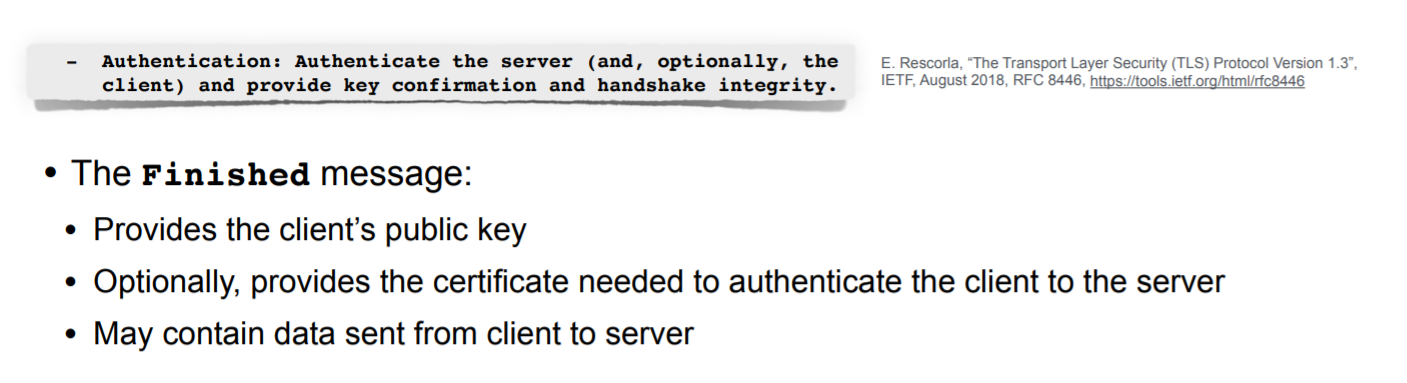 - Authentication: Authenticate the server (and, optionally, the
client) and provide key confirmation and handshake integrity.
E. Rescorla, “The Transport Layer Security (TLS) Protocol Version 1.3”,
IETF, August 2018, RFC 8446, https://tools.ietf.org/html/rfc8446
• The Finished message:
• Provides the client’s public key
• Optionally, provides the certificate needed to authenticate the client to the server
• May contain data sent from client to server